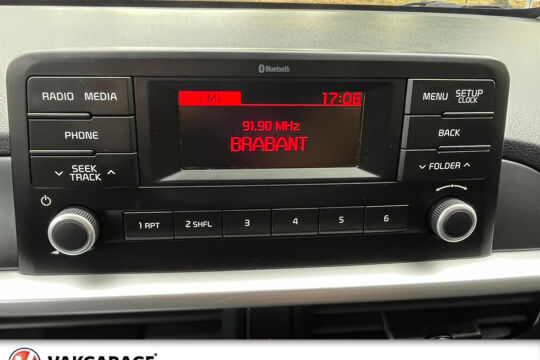 Bluetooth
RADIO MEDIA
FM1 17:06
MENU SETUP
CLOCK
91.90 MHz
BRABANT
PHONE
BACK
SEEK
TRACK
FOLDER
1 RPT 2 SHFL 3 4 5 6
VAKGARAGE